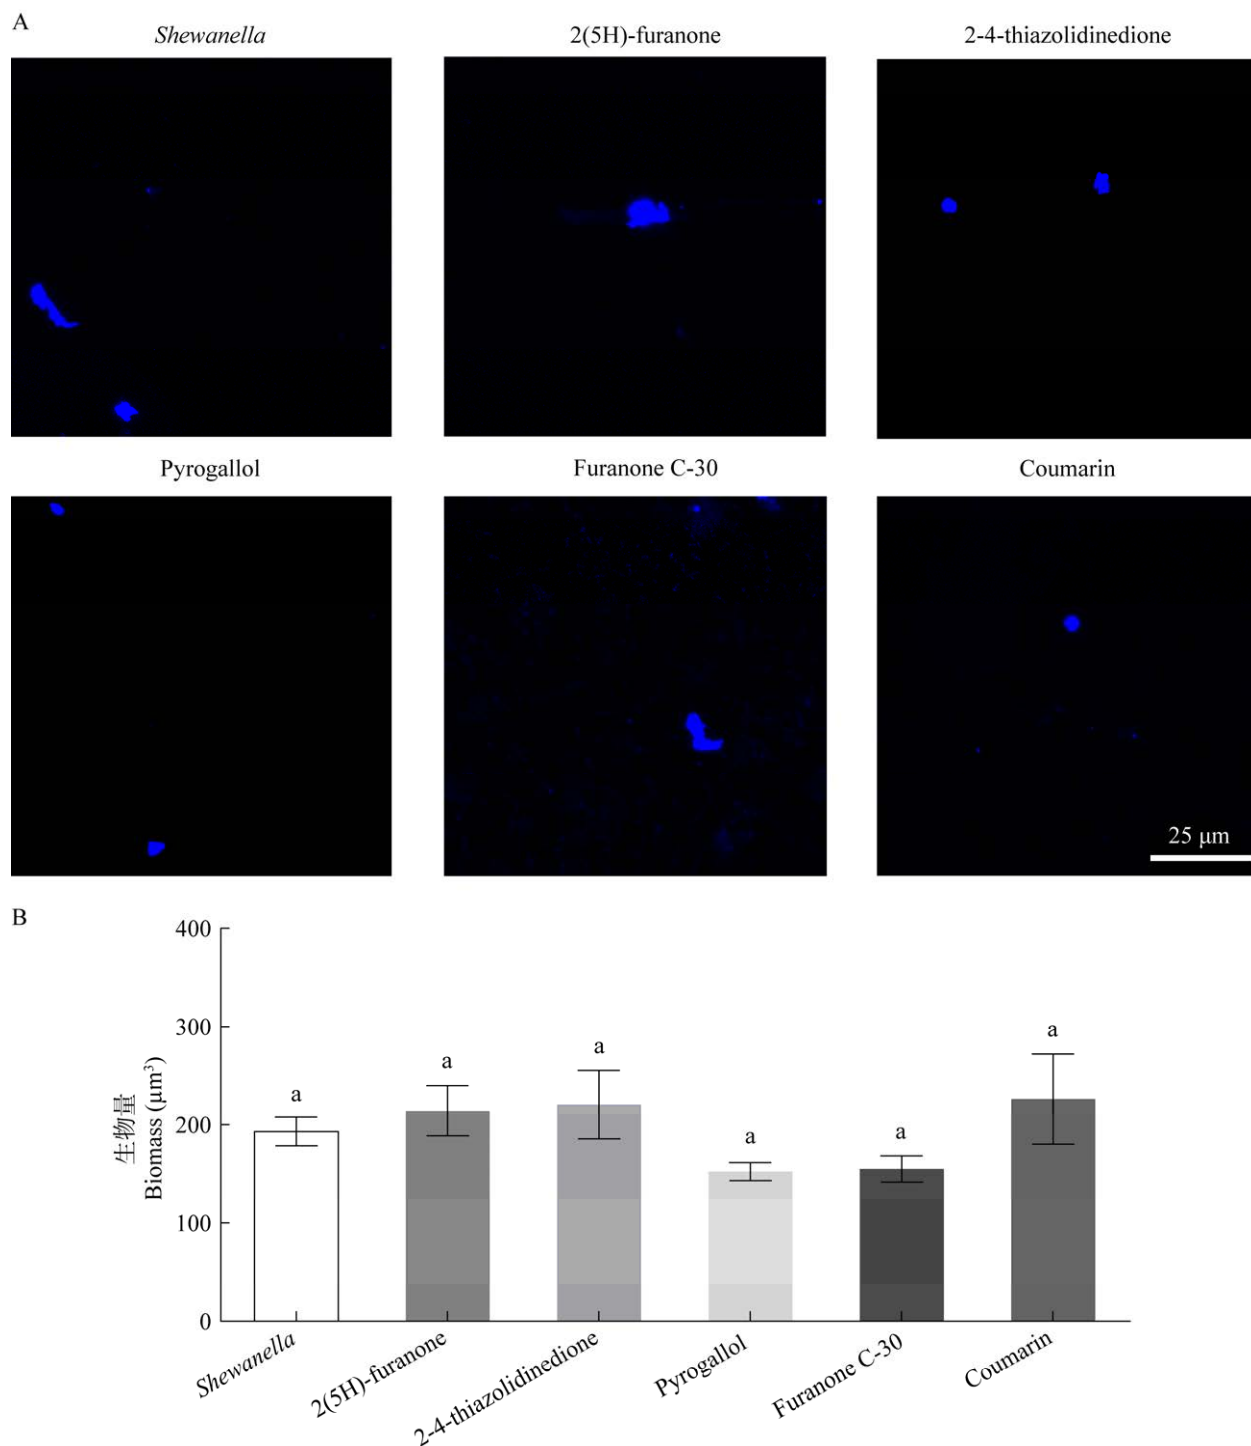 A
Shewanella
2(5H)-furanone
2-4-thiazolidinedione
Pyrogallol
Furanone C-30
Coumarin
25 μm
B
生物量
Biomass (μm³)
400
300
200
100
0
a
a
a
a
a
a
Shewanella
2(5H)-furanone
2-4-thiazolidinedione
Pyrogallol
Furanone C-30
Coumarin